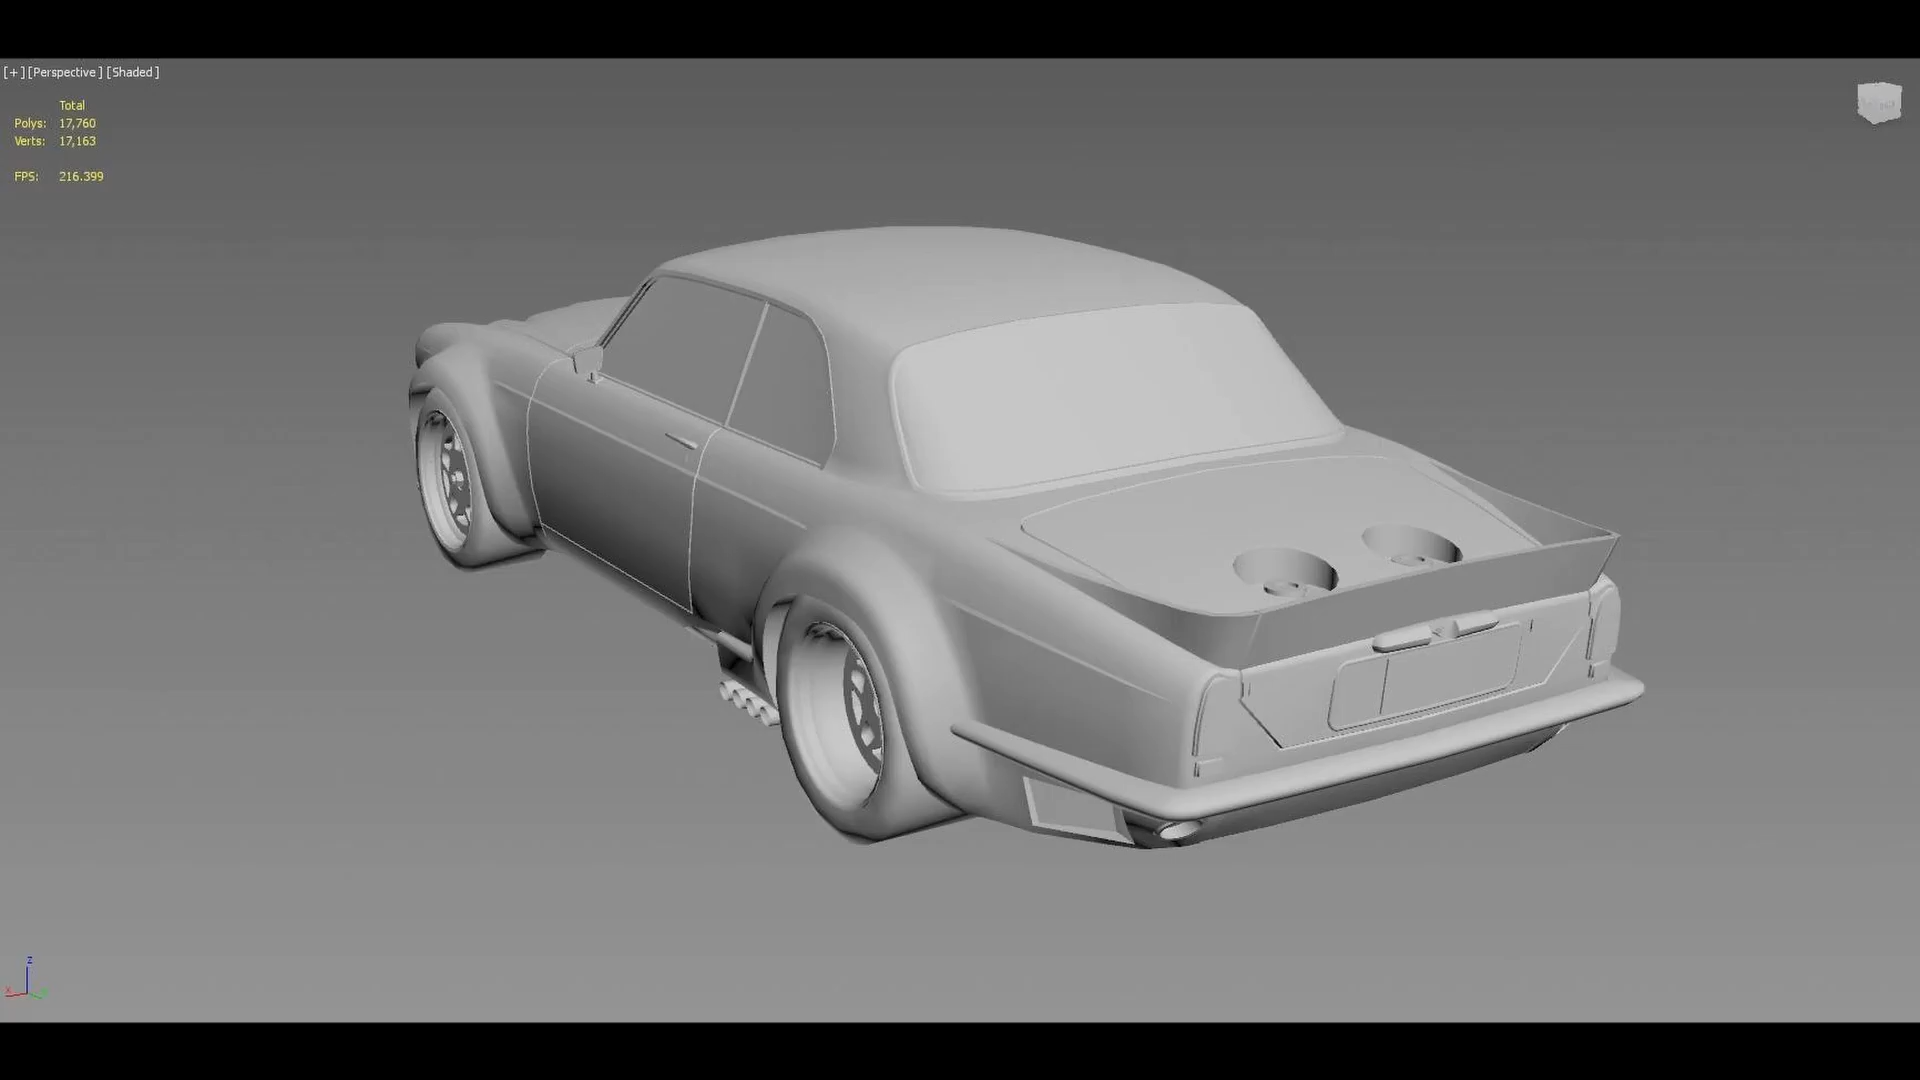 [+] [Perspective] [Shaded]
Total
Polys: 17,760
Verts: 17,163
FPS: 216.399
z
x